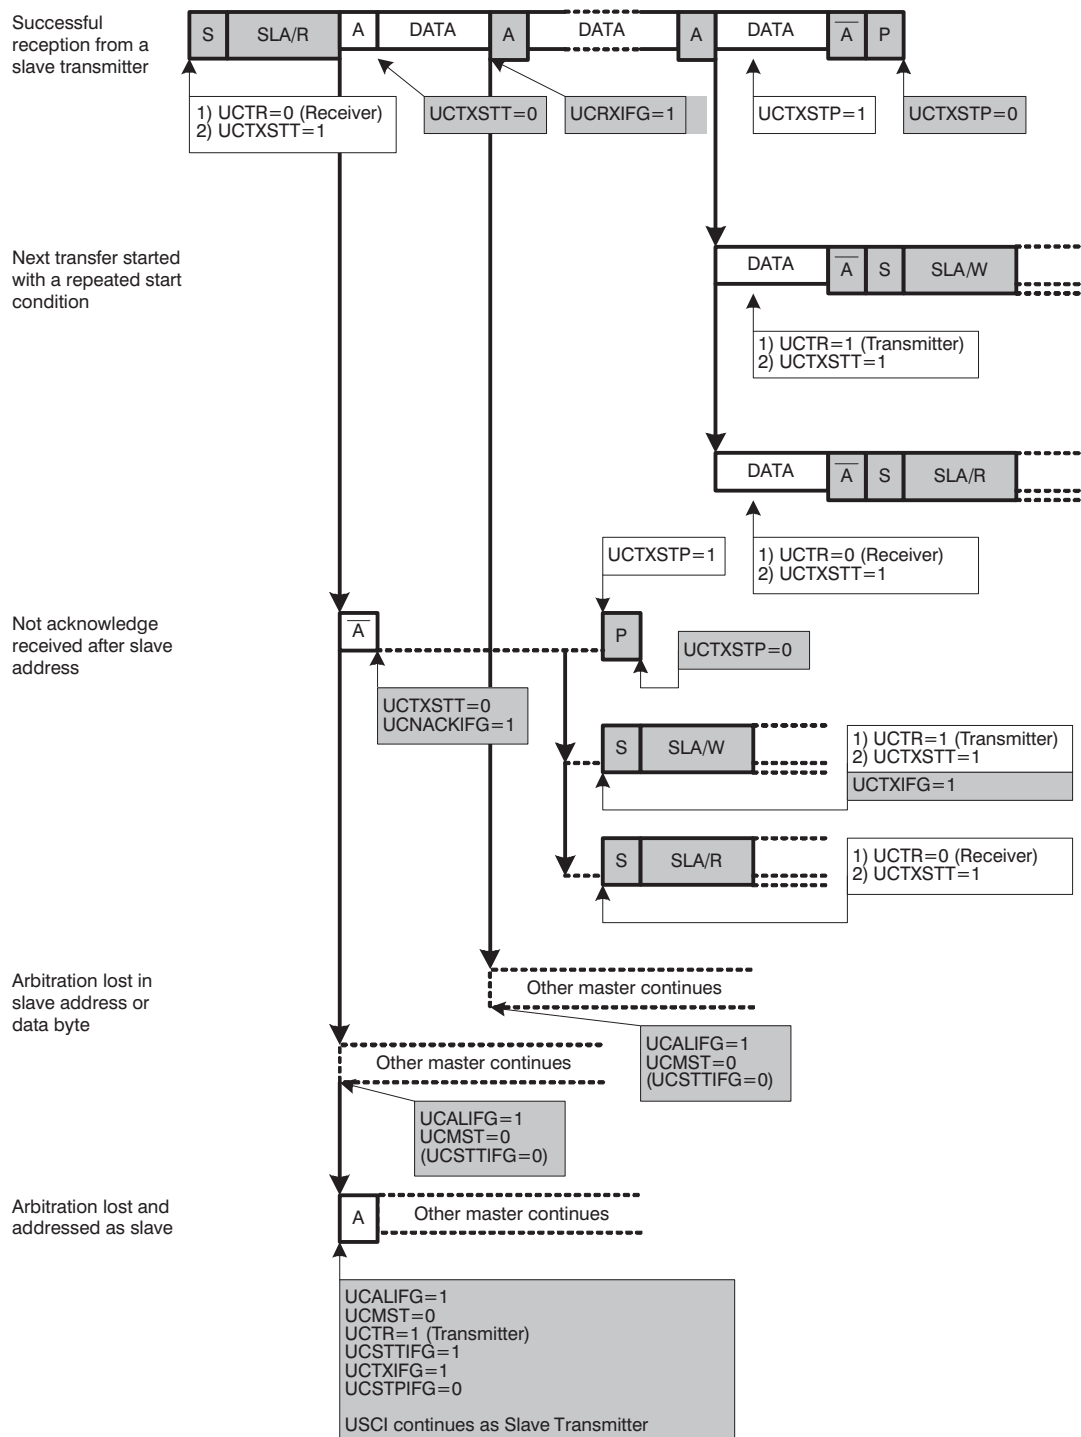 Successful
reception from a
slave transmitter
S SLA/R A DATA A DATA A DATA A P
1) UCTR=0 (Receiver)
2) UCTXSTT=1
UCTXSTT=0
UCRXIFG=1
UCTXSTP=1
UCTXSTP=0
Next transfer started
with a repeated start
condition
DATA A S SLA/W
1) UCTR=1 (Transmitter)
2) UCTXSTT=1
DATA A S SLA/R
1) UCTR=0 (Receiver)
2) UCTXSTT=1
UCTXSTP=1
Not acknowledge
received after slave
address
A
P
UCTXSTP=0
UCTXSTT=0
UCNACKIFG=1
S SLA/W
1) UCTR=1 (Transmitter)
2) UCTXSTT=1
UCTXIFG=1
S SLA/R
1) UCTR=0 (Receiver)
2) UCTXSTT=1
Arbitration lost in
slave address or
data byte
Other master continues
UCALIFG=1
UCMST=0
(UCSTTIFG=0)
Other master continues
UCALIFG=1
UCMST=0
(UCSTTIFG=0)
Arbitration lost and
addressed as slave
A Other master continues
UCALIFG=1
UCMST=0
UCTR=1 (Transmitter)
UCSTTIFG=1
UCTXIFG=1
UCSTPIFG=0
USCI continues as Slave Transmitter